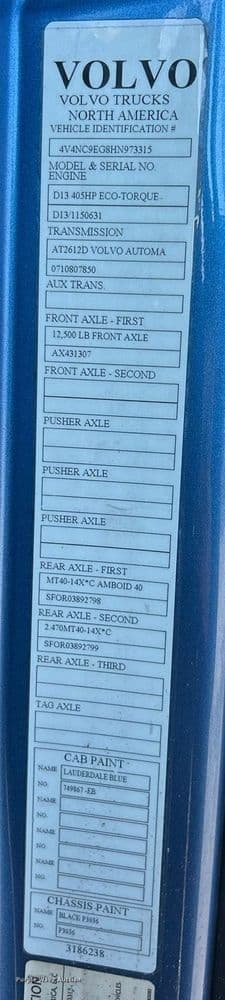 VOLVO
VOLVO TRUCKS
NORTH AMERICA
VEHICLE IDENTIFICATION #
4V4NC9EG8HN973315
MODEL & SERIAL NO.
ENGINE
D13 405HP ECO-TORQUE
D13/1150631
TRANSMISSION
AT2612D VOLVO AUTOMA
0710807850
AUX TRANS.
FRONT AXLE - FIRST
12,500 LB FRONT AXLE
AX431307
FRONT AXLE - SECOND
PUSHER AXLE
PUSHER AXLE
PUSHER AXLE
REAR AXLE - FIRST
MT40-14X*C AMBOID 40
SFOR03892798
REAR AXLE - SECOND
2.470MT40-14X*C
SFOR03892799
REAR AXLE - THIRD
TAG AXLE
CAB PAINT
NAME LAUDERDALE BLUE
NO. 749867 -EB
NAME
NO.
NAME
NO.
NAME
NO.
CHASSIS PAINT
NAME BLACK P3036
NO. P3036
3186238